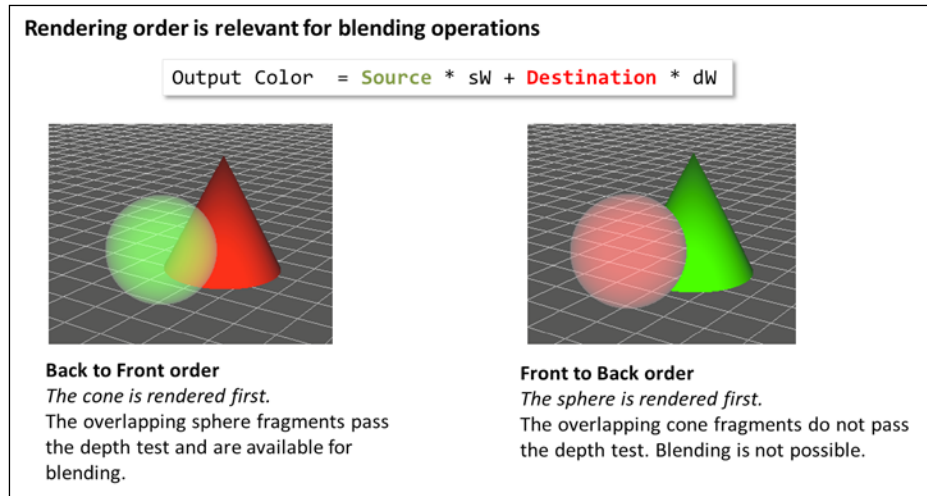 Rendering order is relevant for blending operations
Output Color = Source * sW + Destination * dW
Back to Front order
The cone is rendered first.
The overlapping sphere fragments pass
the depth test and are available for
blending.
Front to Back order
The sphere is rendered first.
The overlapping cone fragments do not pass
the depth test. Blending is not possible.